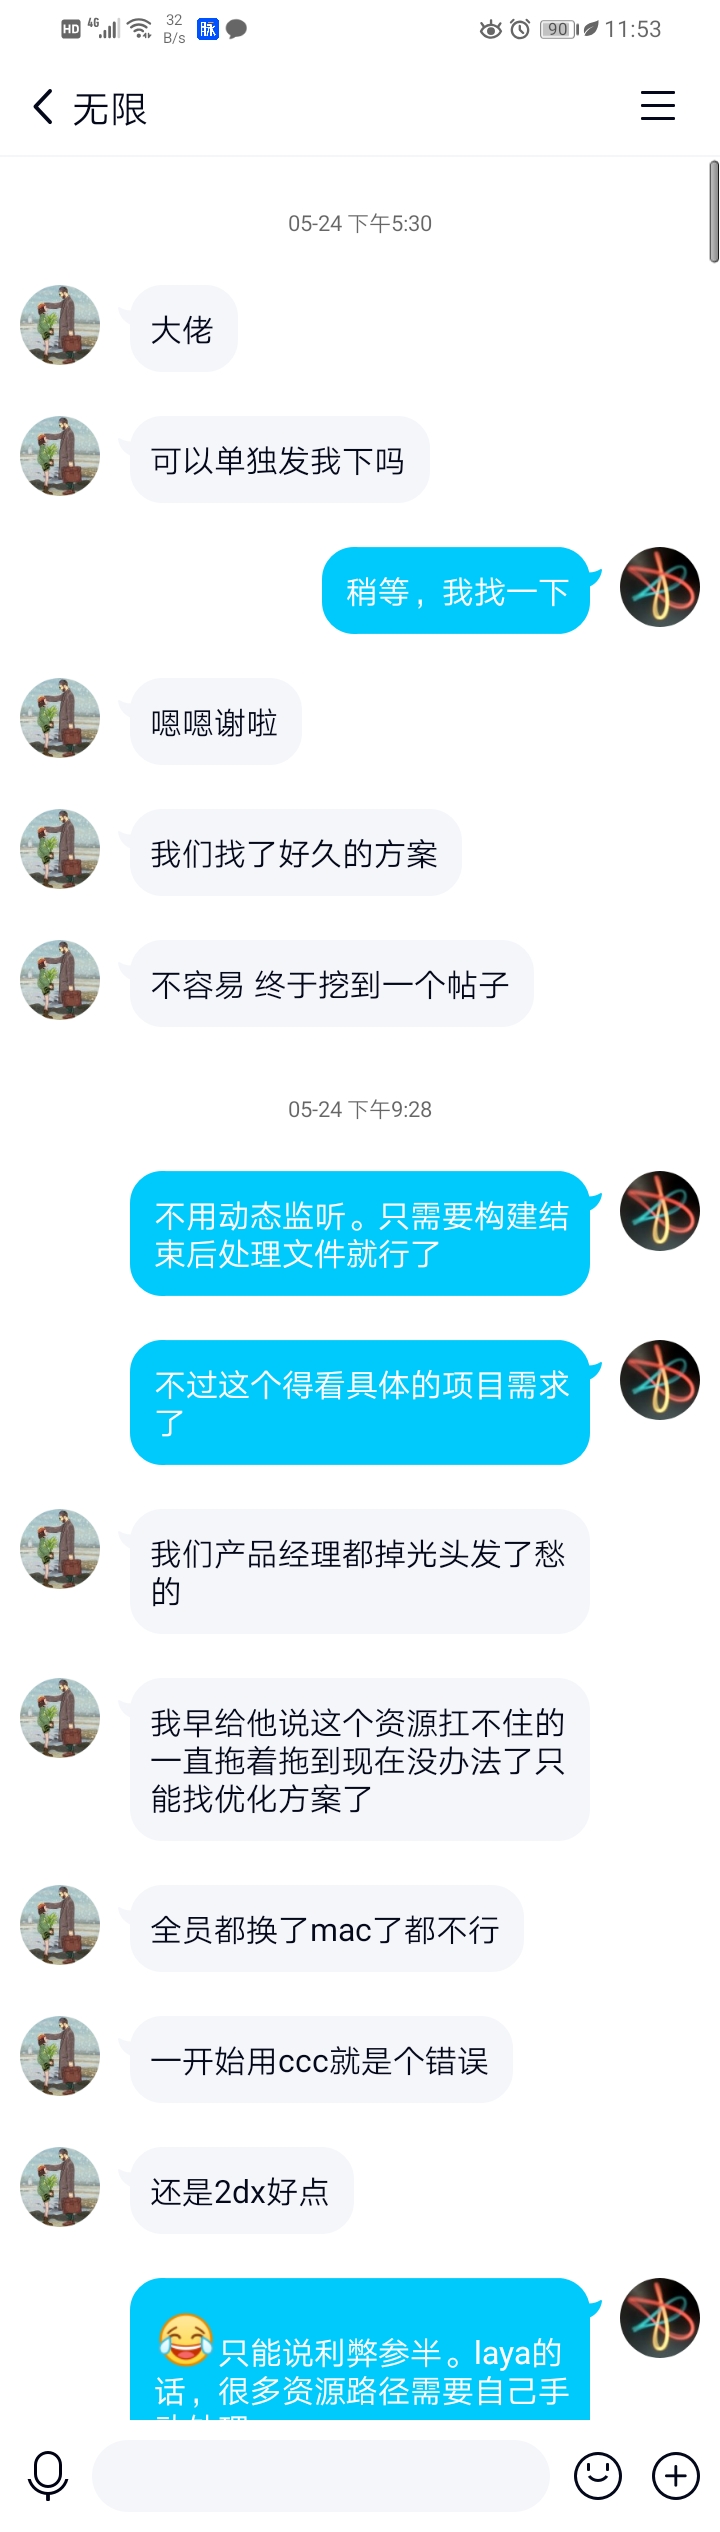 HD 4G 32 B/s 脉 90 11:53
无限
05-24 下午5:30
大佬
可以单独发我下吗
稍等，我找一下
嗯嗯谢啦
我们找了好久的方案
不容易 终于挖到一个帖子
05-24 下午9:28
不用动态监听。只需要构建结
束后处理文件就行了
不过这个得看具体的项目需求
了
我们产品经理都掉光头发了愁
的
我早给他说这个资源扛不住的
一直拖着拖到现在没办法了只
能找优化方案了
全员都换了mac了都不行
一开始用ccc就是个错误
还是2dx好点
😂只能说利弊参半。laya的
话，很多资源路径需要自己手